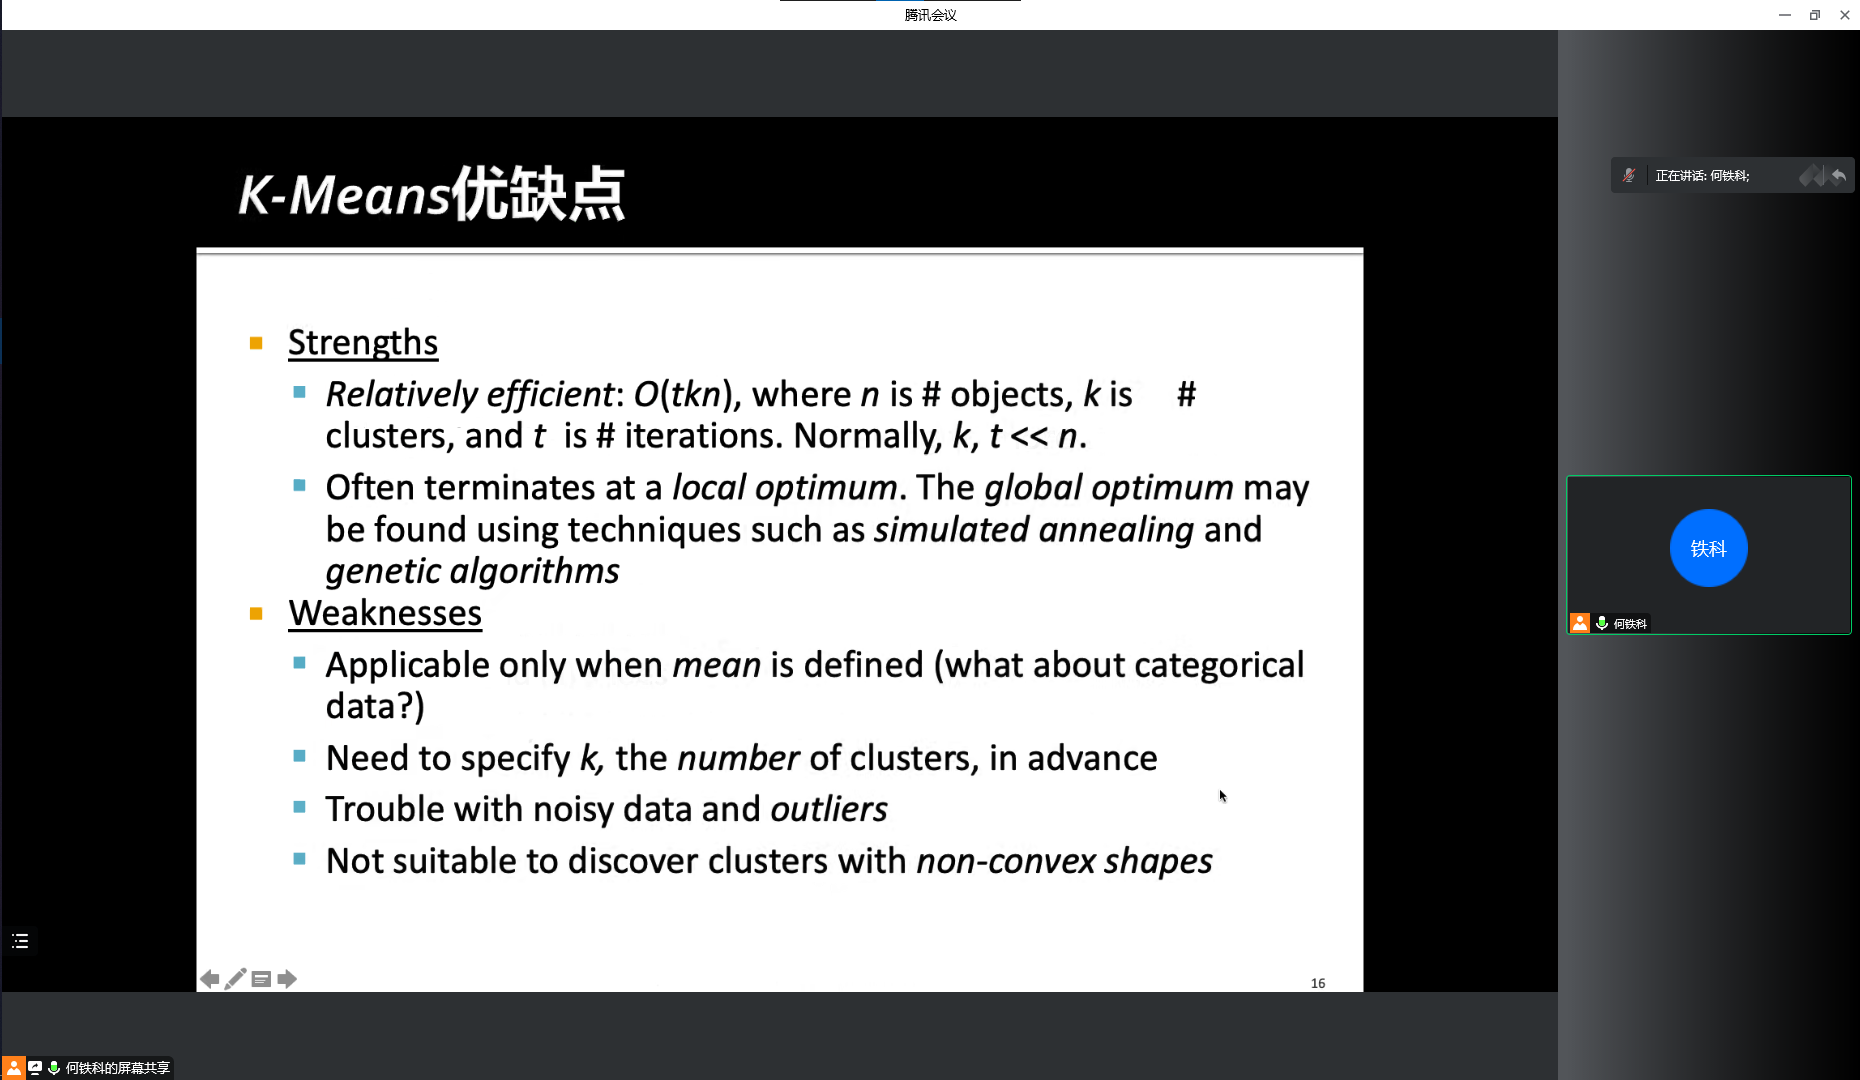 腾讯会议
K-Means优缺点
正在讲话: 何铁科;
Strengths
Relatively efficient: O(tkn), where n is # objects, k is #
clusters, and t is # iterations. Normally, k, t << n.
Often terminates at a local optimum. The global optimum may
be found using techniques such as simulated annealing and
genetic algorithms
Weaknesses
Applicable only when mean is defined (what about categorical
data?)
Need to specify k, the number of clusters, in advance
Trouble with noisy data and outliers
Not suitable to discover clusters with non-convex shapes
16
铁科
何铁科
何铁科的屏幕共享